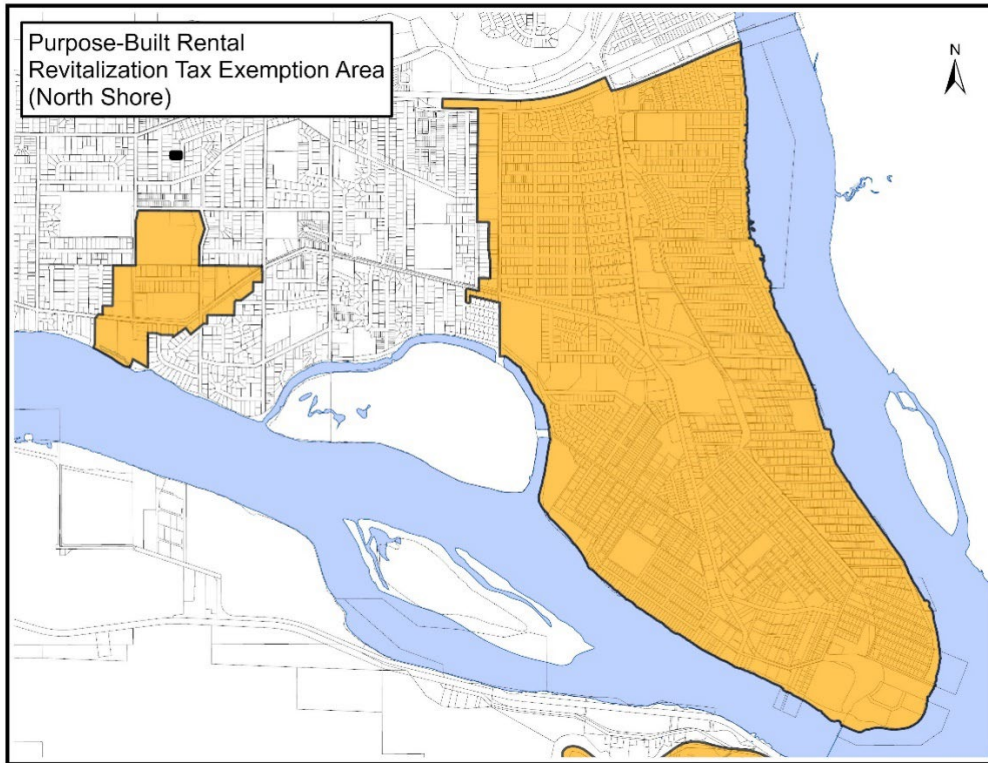 Purpose-Built Rental
Revitalization Tax Exemption Area
(North Shore)
N